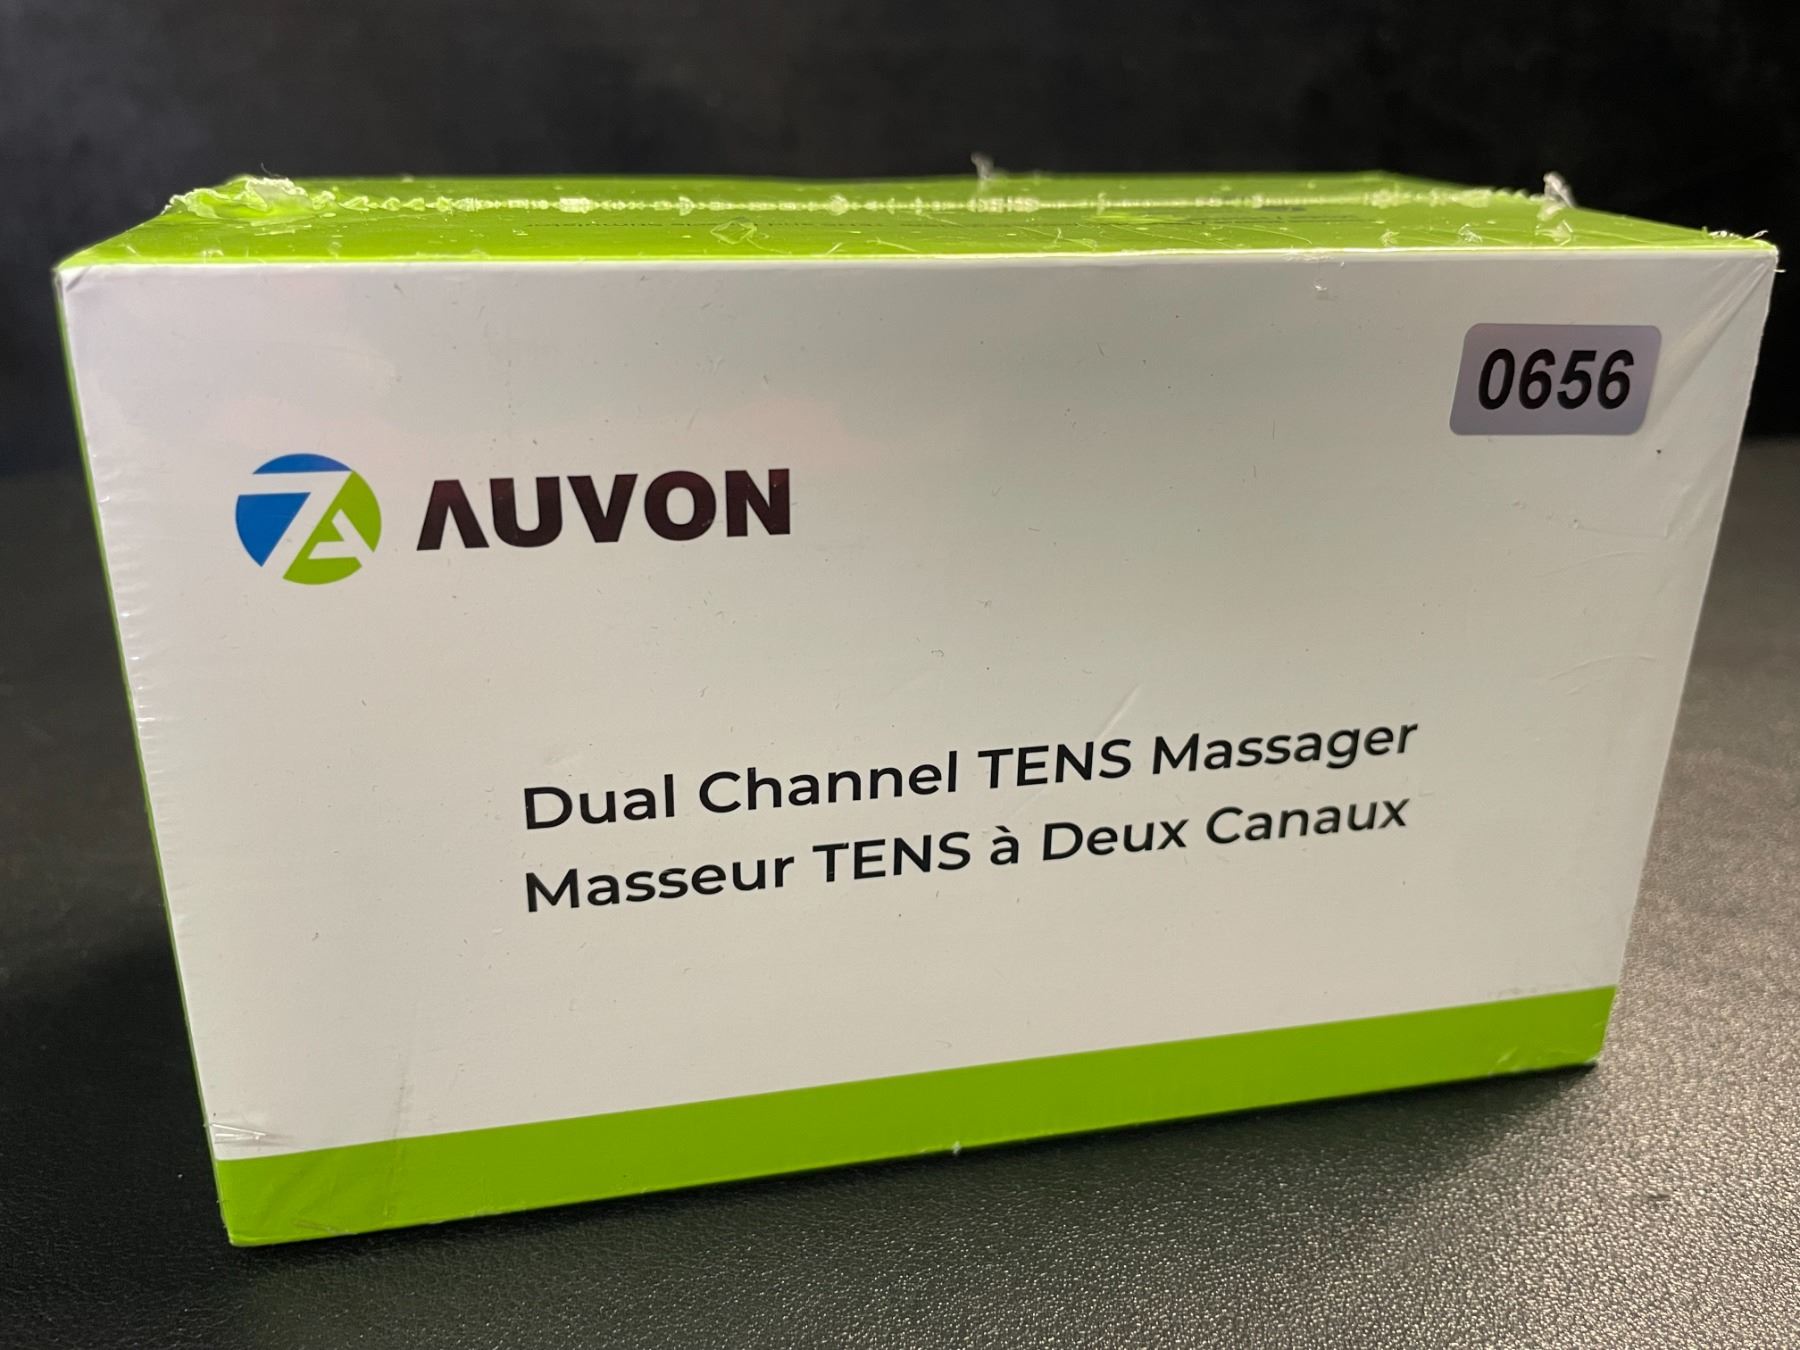 0656
AUVON
Dual Channel TENS Massager
Masseur TENS à Deux Canaux